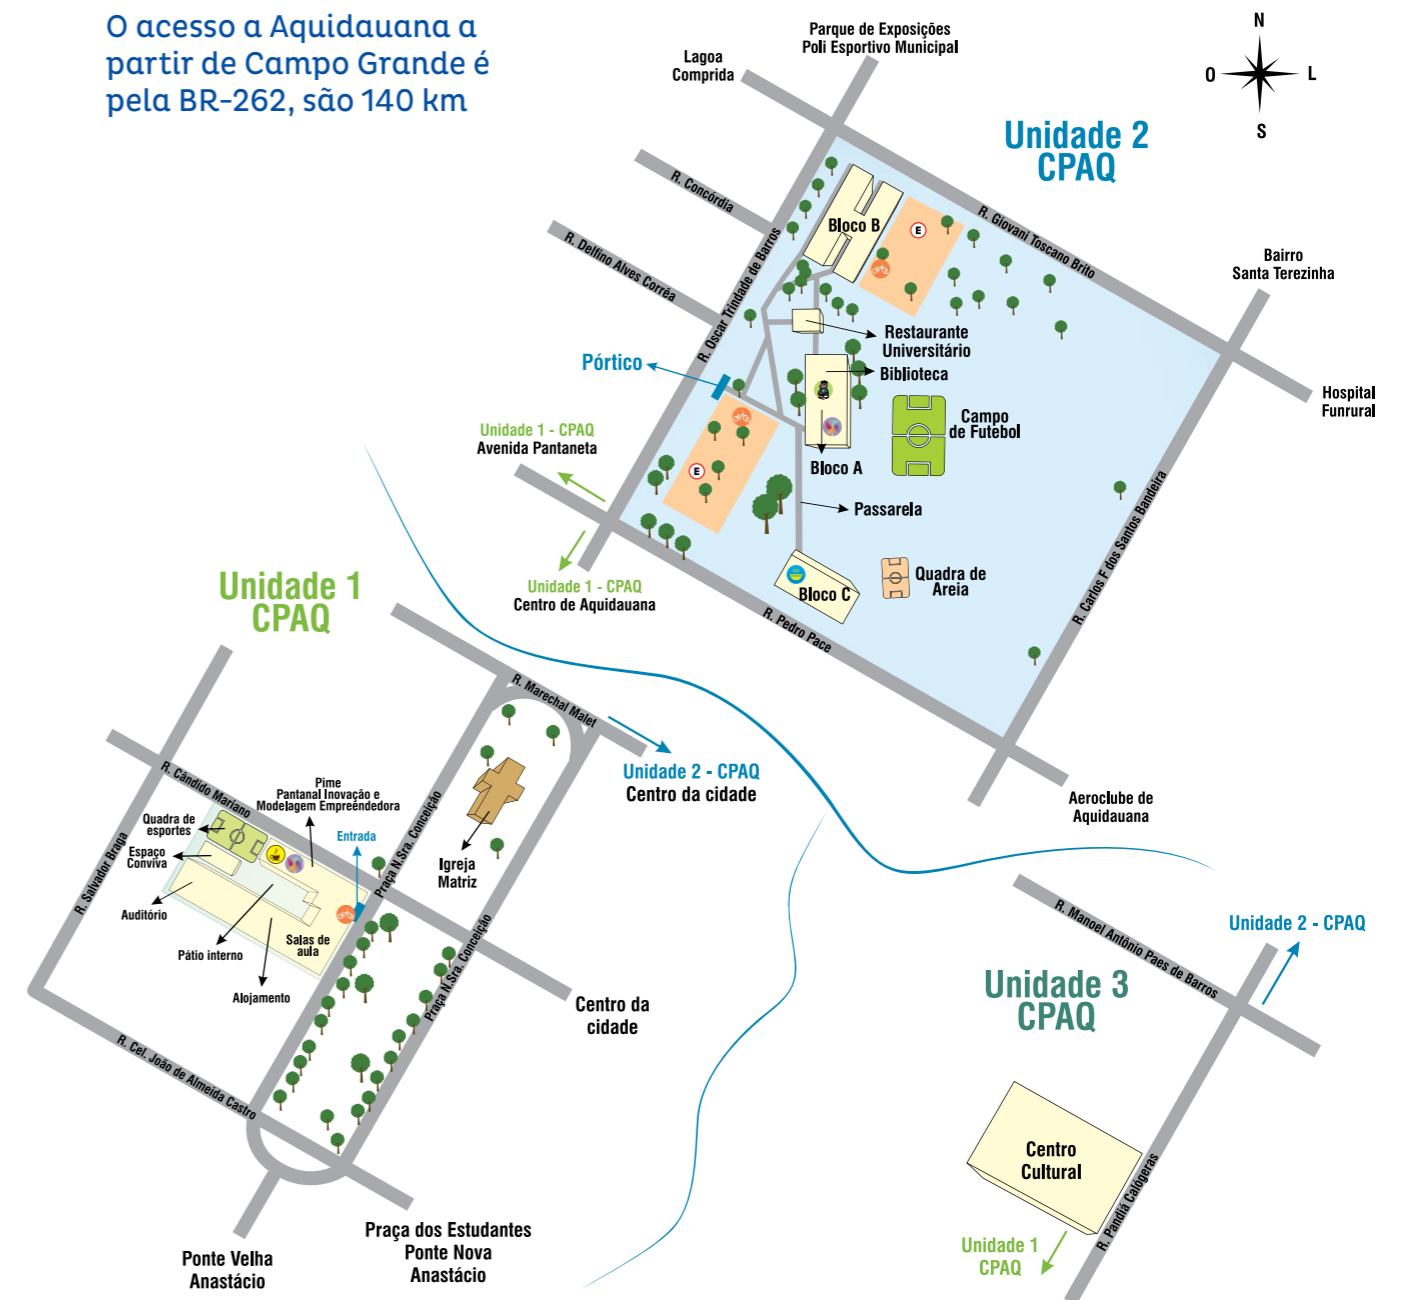 O acesso a Aquidauana a
partir de Campo Grande é
pela BR-262, são 140 km
N
O
L
S
Parque de Exposições
Poli Esportivo Municipal
Lagoa
Comprida
Unidade 2
CPAQ
R. Concórdia
R. Delfino Alves Corrêa
R. Oscar Trindade de Barros
R. Giovani Toscano Brito
Bairro
Santa Terezinha
Bloco B
E
Restaurante
Universitário
Biblioteca
Pórtico
Hospital
Funrural
Campo
de Futebol
Unidade 1 - CPAQ
Avenida Pantaneta
E
Bloco A
Passarela
R. Carlos F dos Santos Bandeira
Unidade 1 - CPAQ
Centro de Aquidauana
Bloco C
Quadra de
Areia
R. Pedro Pace
Aeroclube de
Aquidauana
Unidade 1
CPAQ
R. Marechal Malet
Unidade 2 - CPAQ
Centro da cidade
R. Cândido Mariano
Pime
Pantanal Inovação e
Modelagem Empreendedora
Quadra de
esportes
Entrada
Espaço
Conviva
Praça N.Sra. Conceição
Igreja
Matriz
R. Salvador Braga
Auditório
Pátio interno
Salas de
aula
Alojamento
Praça N.Sra. Conceição
Centro da
cidade
R. Cel. João de Almeida Castro
Ponte Velha
Anastácio
Praça dos Estudantes
Ponte Nova
Anastácio
R. Manoel Antônio Paes de Barros
Unidade 2 - CPAQ
Unidade 3
CPAQ
Centro
Cultural
R. Pandiá Calógeras
Unidade 1
CPAQ